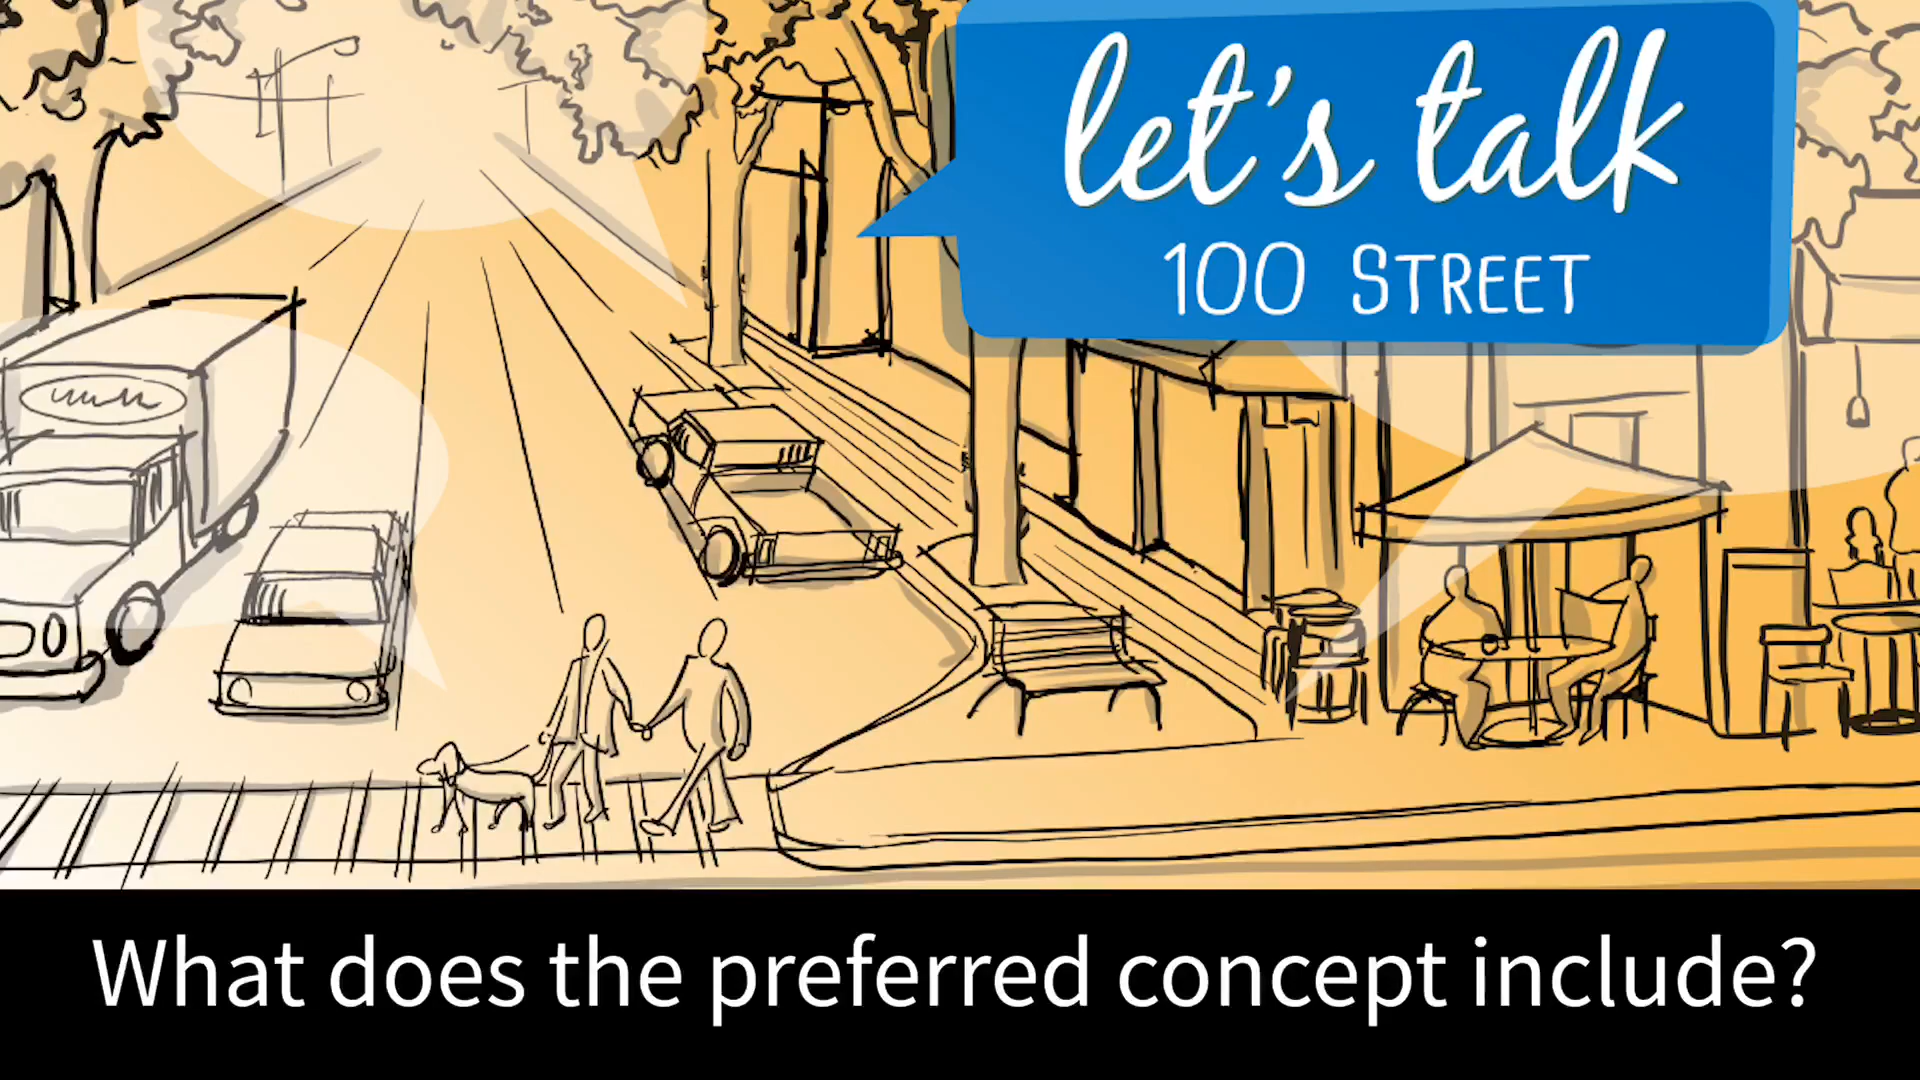 let's talk
100 STREET
What does the preferred concept include?